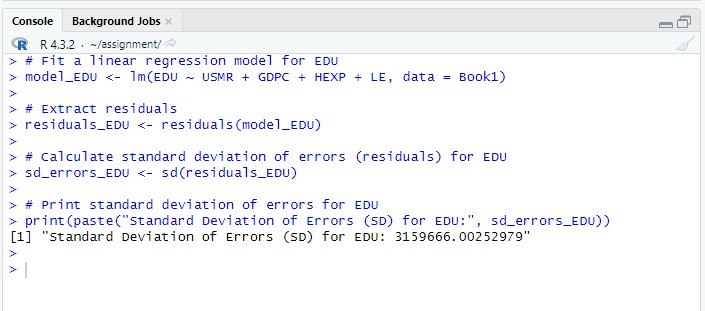 Console Background Jobs ×
R R 4.3.2 · ~/assignment/
> # Fit a linear regression model for EDU
> model_EDU <- lm(EDU ~ USMR + GDPC + HEXP + LE, data = Book1)
>
> # Extract residuals
> residuals_EDU <- residuals(model_EDU)
>
> # Calculate standard deviation of errors (residuals) for EDU
> sd_errors_EDU <- sd(residuals_EDU)
>
> # Print standard deviation of errors for EDU
> print(paste("Standard Deviation of Errors (SD) for EDU:", sd_errors_EDU))
[1] "Standard Deviation of Errors (SD) for EDU: 3159666.00252979"
>
>